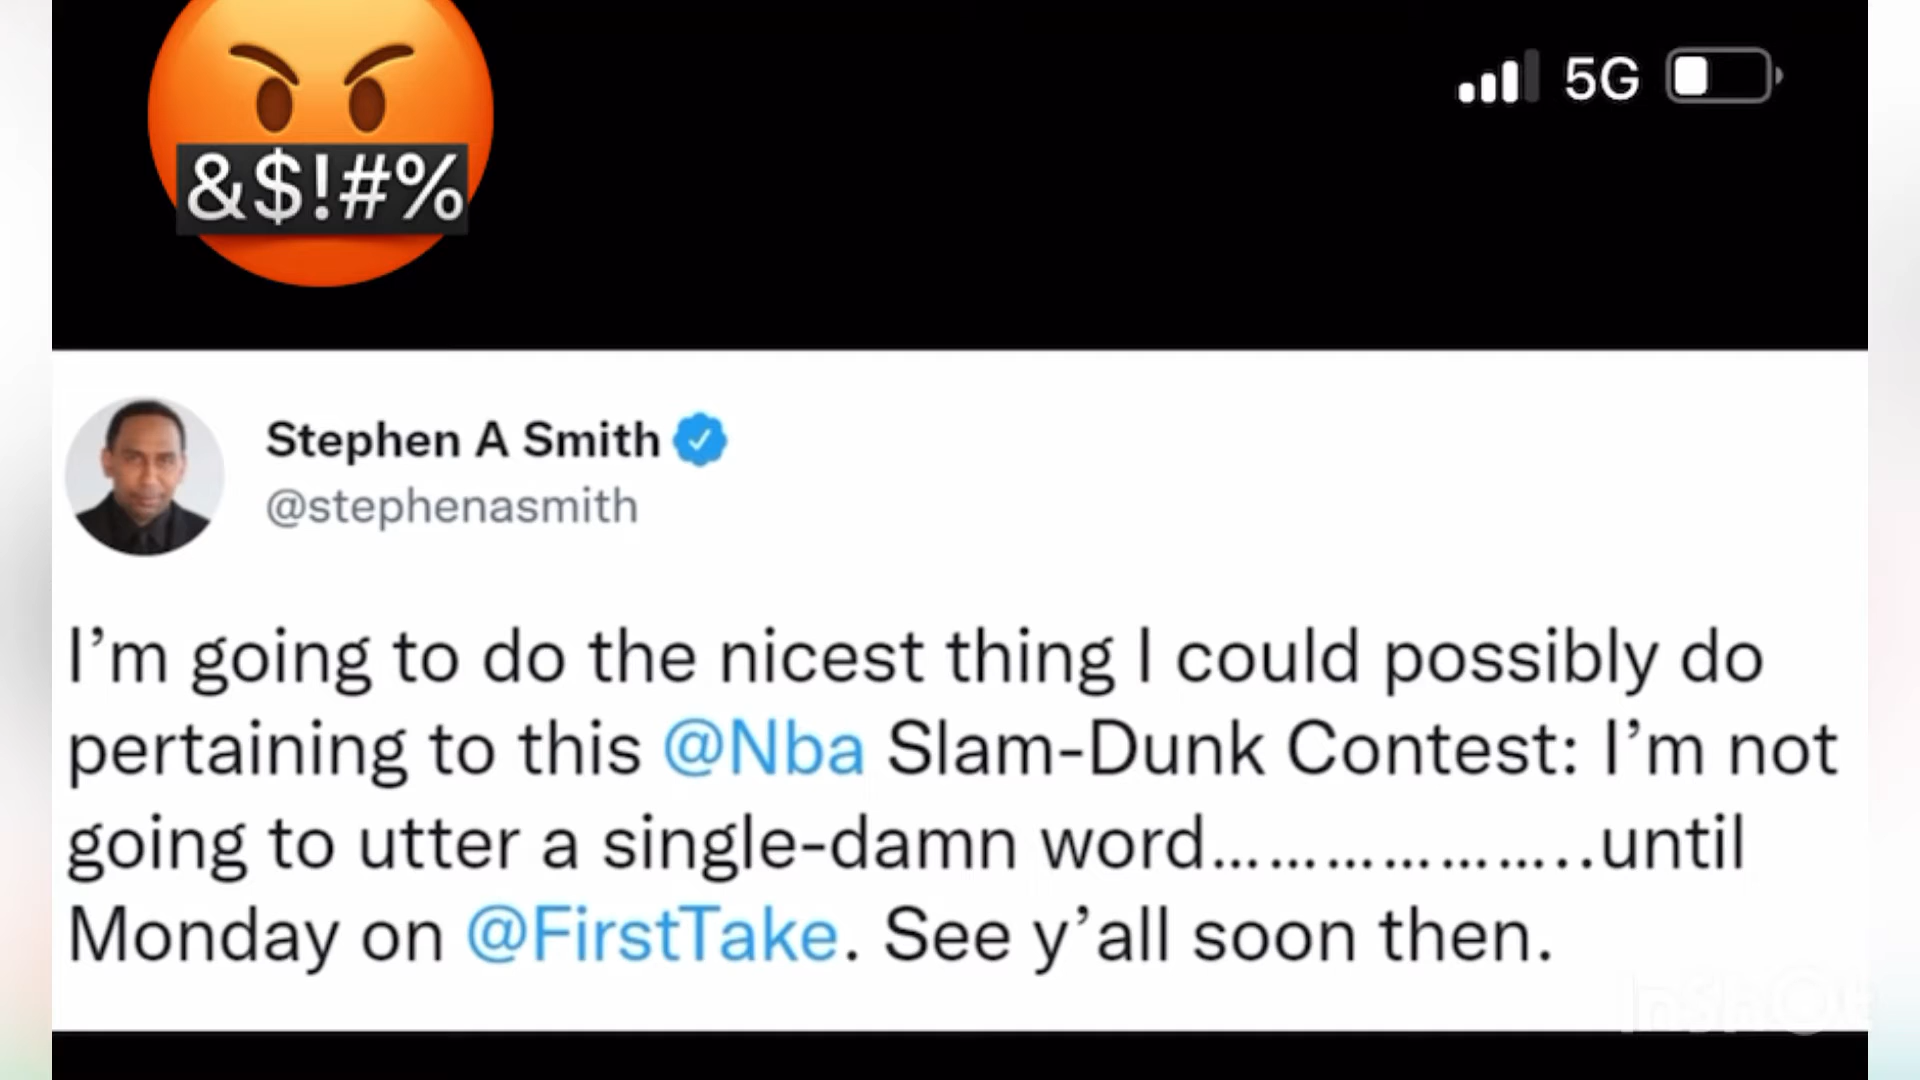 5G
&$!#%
Stephen A Smith
@stephenasmith
I’m going to do the nicest thing I could possibly do
pertaining to this @Nba Slam-Dunk Contest: I’m not
going to utter a single-damn word……………..until
Monday on @FirstTake. See y’all soon then.
InShOt